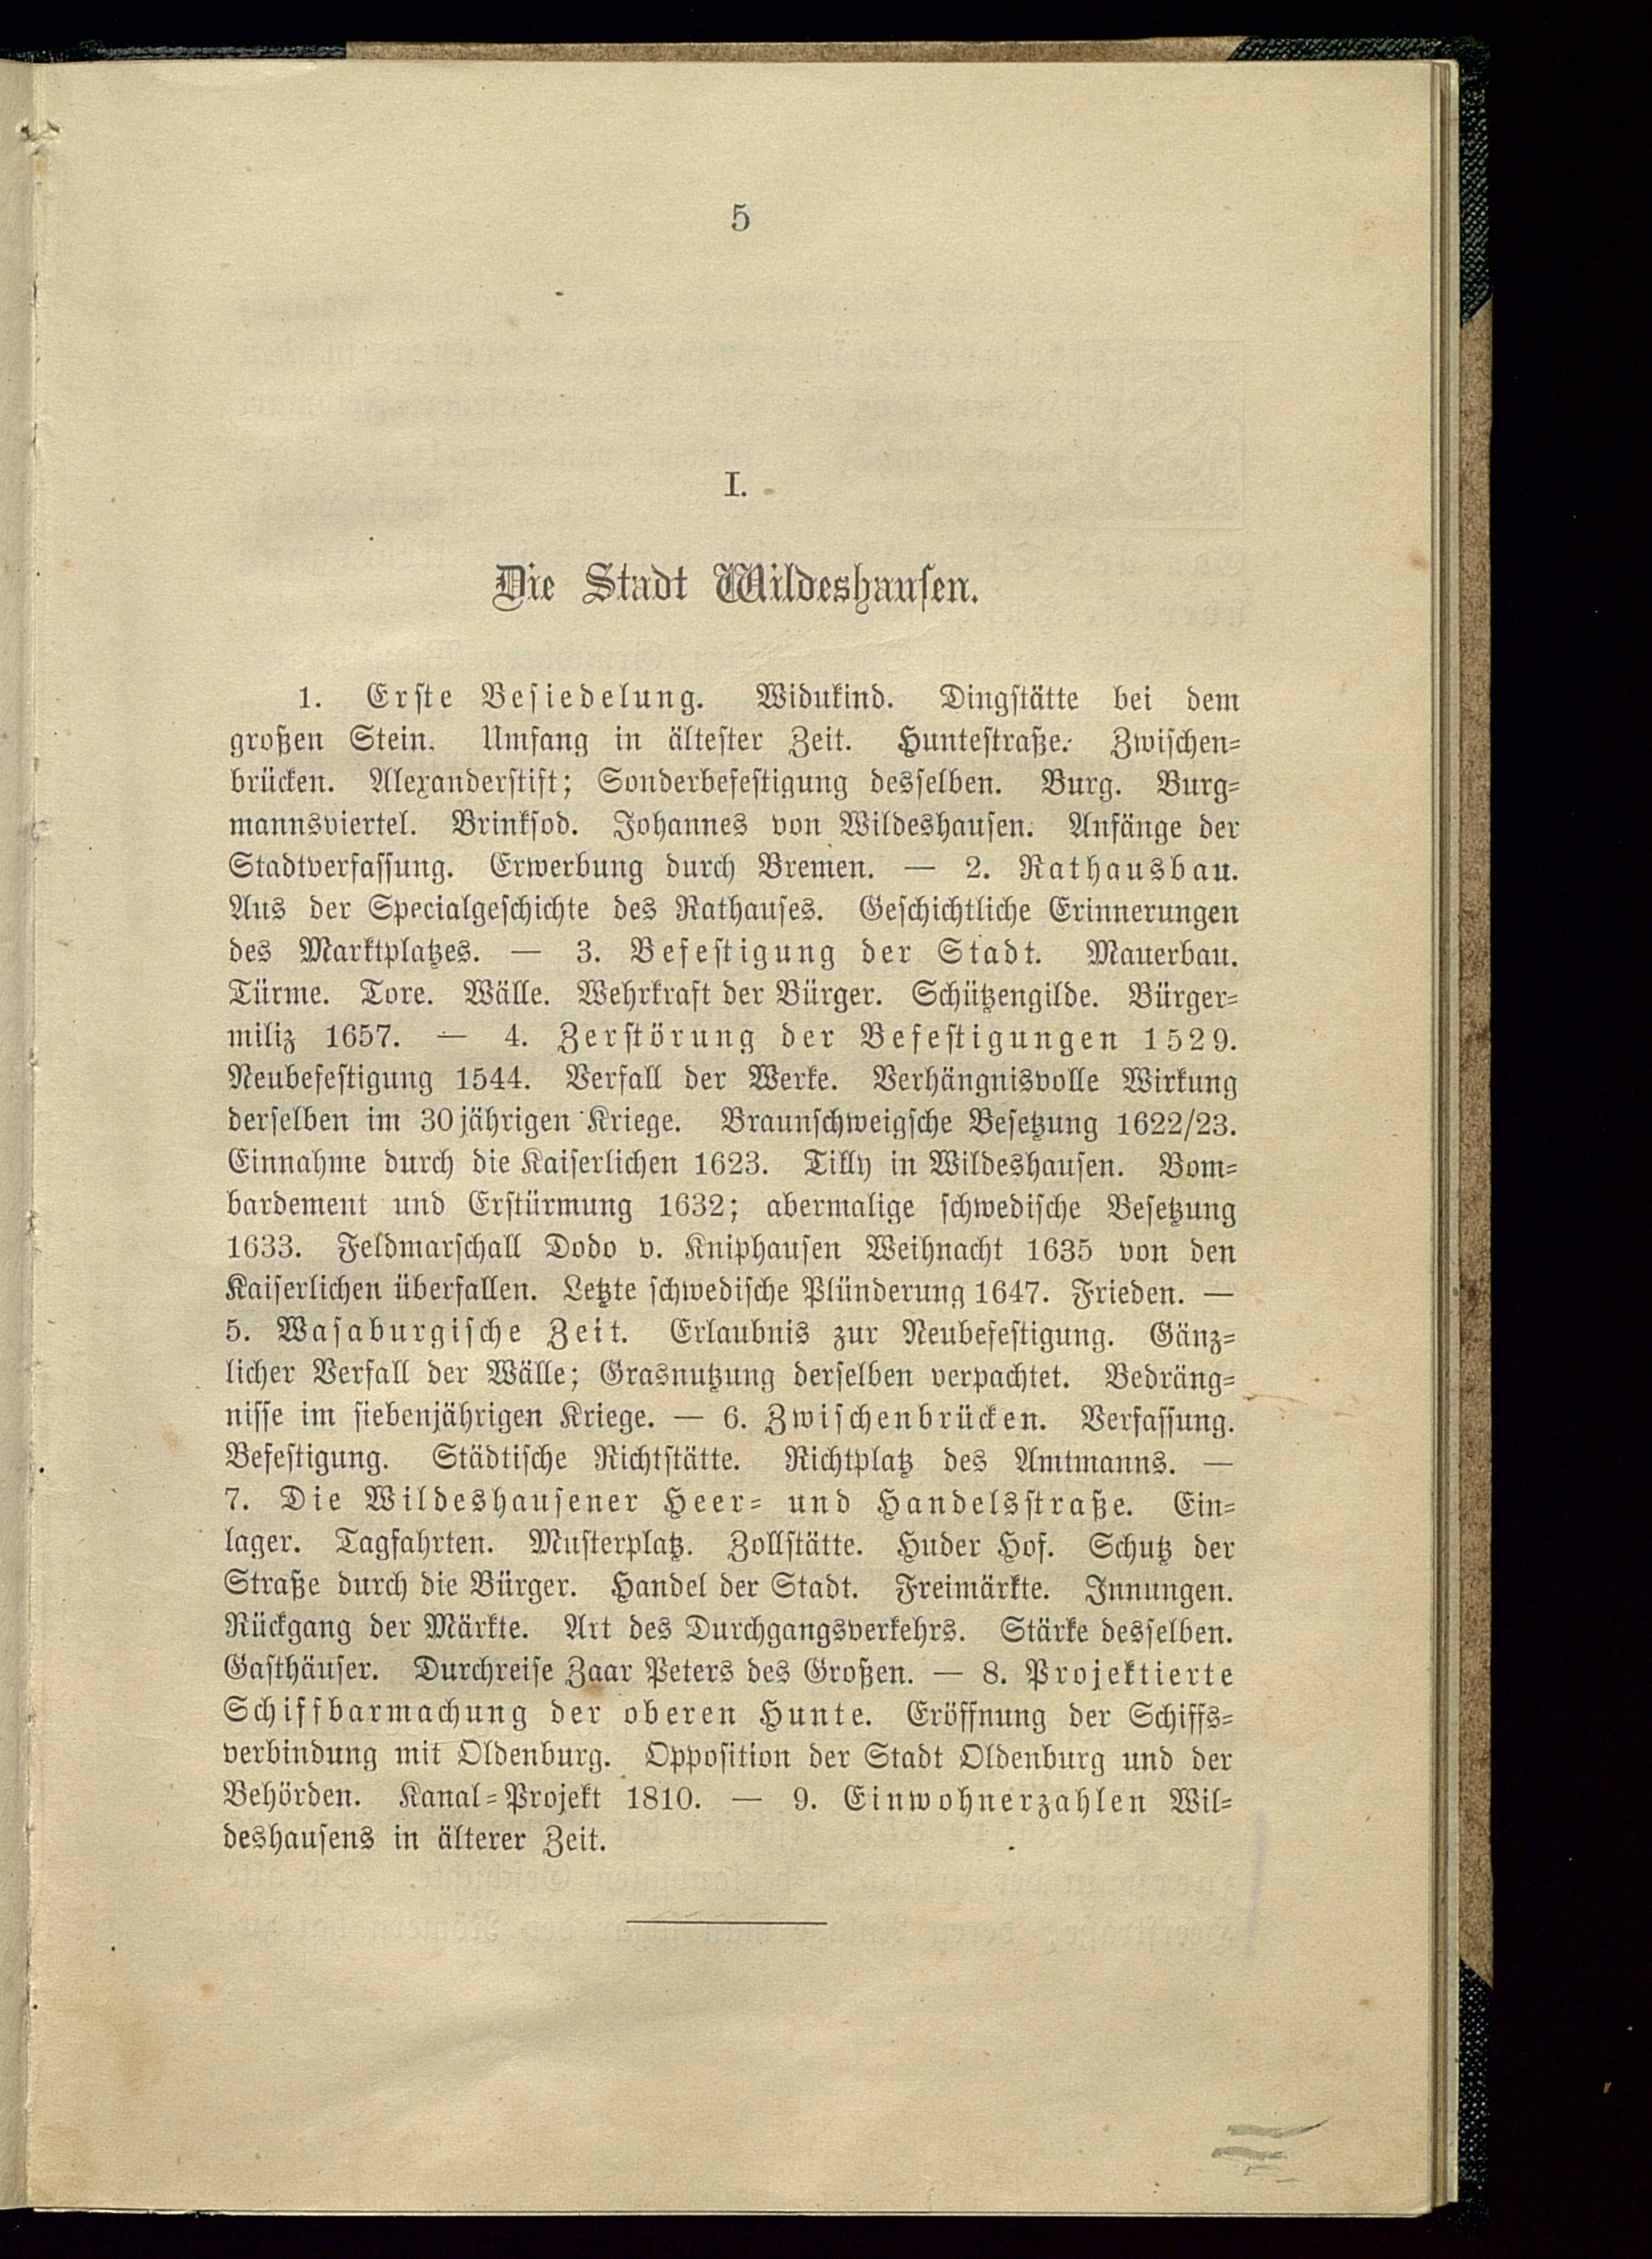 5
I.
Die Stadt Wildeshausen.
1. Erste Besiedelung. Widukind. Dingstätte bei dem
großen Stein. Umfang in ältester Zeit. Huntestraße. Zwischen-
brücken. Alexanderstift; Sonderbefestigung desselben. Burg. Burg-
mannsviertel. Brinksod. Johannes von Wildeshausen. Anfänge der
Stadtverfassung. Erwerbung durch Bremen. — 2. Rathausbau.
Aus der Specialgeschichte des Rathauses. Geschichtliche Erinnerungen
des Marktplatzes. — 3. Befestigung der Stadt. Mauerbau.
Türme. Tore. Wälle. Wehrkraft der Bürger. Schützengilde. Bürger-
miliz 1657. — 4. Zerstörung der Befestigungen 1529.
Neubefestigung 1544. Verfall der Werke. Verhängnisvolle Wirkung
derselben im 30jährigen Kriege. Braunschweigsche Besetzung 1622/23.
Einnahme durch die Kaiserlichen 1623. Tilly in Wildeshausen. Bom-
bardement und Erstürmung 1632; abermalige schwedische Besetzung
1633. Feldmarschall Dodo v. Kniphausen Weihnacht 1635 von den
Kaiserlichen überfallen. Letzte schwedische Plünderung 1647. Frieden. —
5. Wasaburgische Zeit. Erlaubnis zur Neubefestigung. Gänz-
licher Verfall der Wälle; Grasnutzung derselben verpachtet. Bedräng-
nisse im siebenjährigen Kriege. — 6. Zwischenbrücken. Verfassung.
Befestigung. Städtische Richtstätte. Richtplatz des Amtmanns. —
7. Die Wildeshausener Heer- und Handelsstraße. Ein-
lager. Tagfahrten. Musterplatz. Zollstätte. Huder Hof. Schutz der
Straße durch die Bürger. Handel der Stadt. Freimärkte. Innungen.
Rückgang der Märkte. Art des Durchgangsverkehrs. Stärke desselben.
Gasthäuser. Durchreise Zaar Peters des Großen. — 8. Projektierte
Schiffbarmachung der oberen Hunte. Eröffnung der Schiffs-
verbindung mit Oldenburg. Opposition der Stadt Oldenburg und der
Behörden. Kanal-Projekt 1810. — 9. Einwohnerzahlen Wil-
deshausens in älterer Zeit.